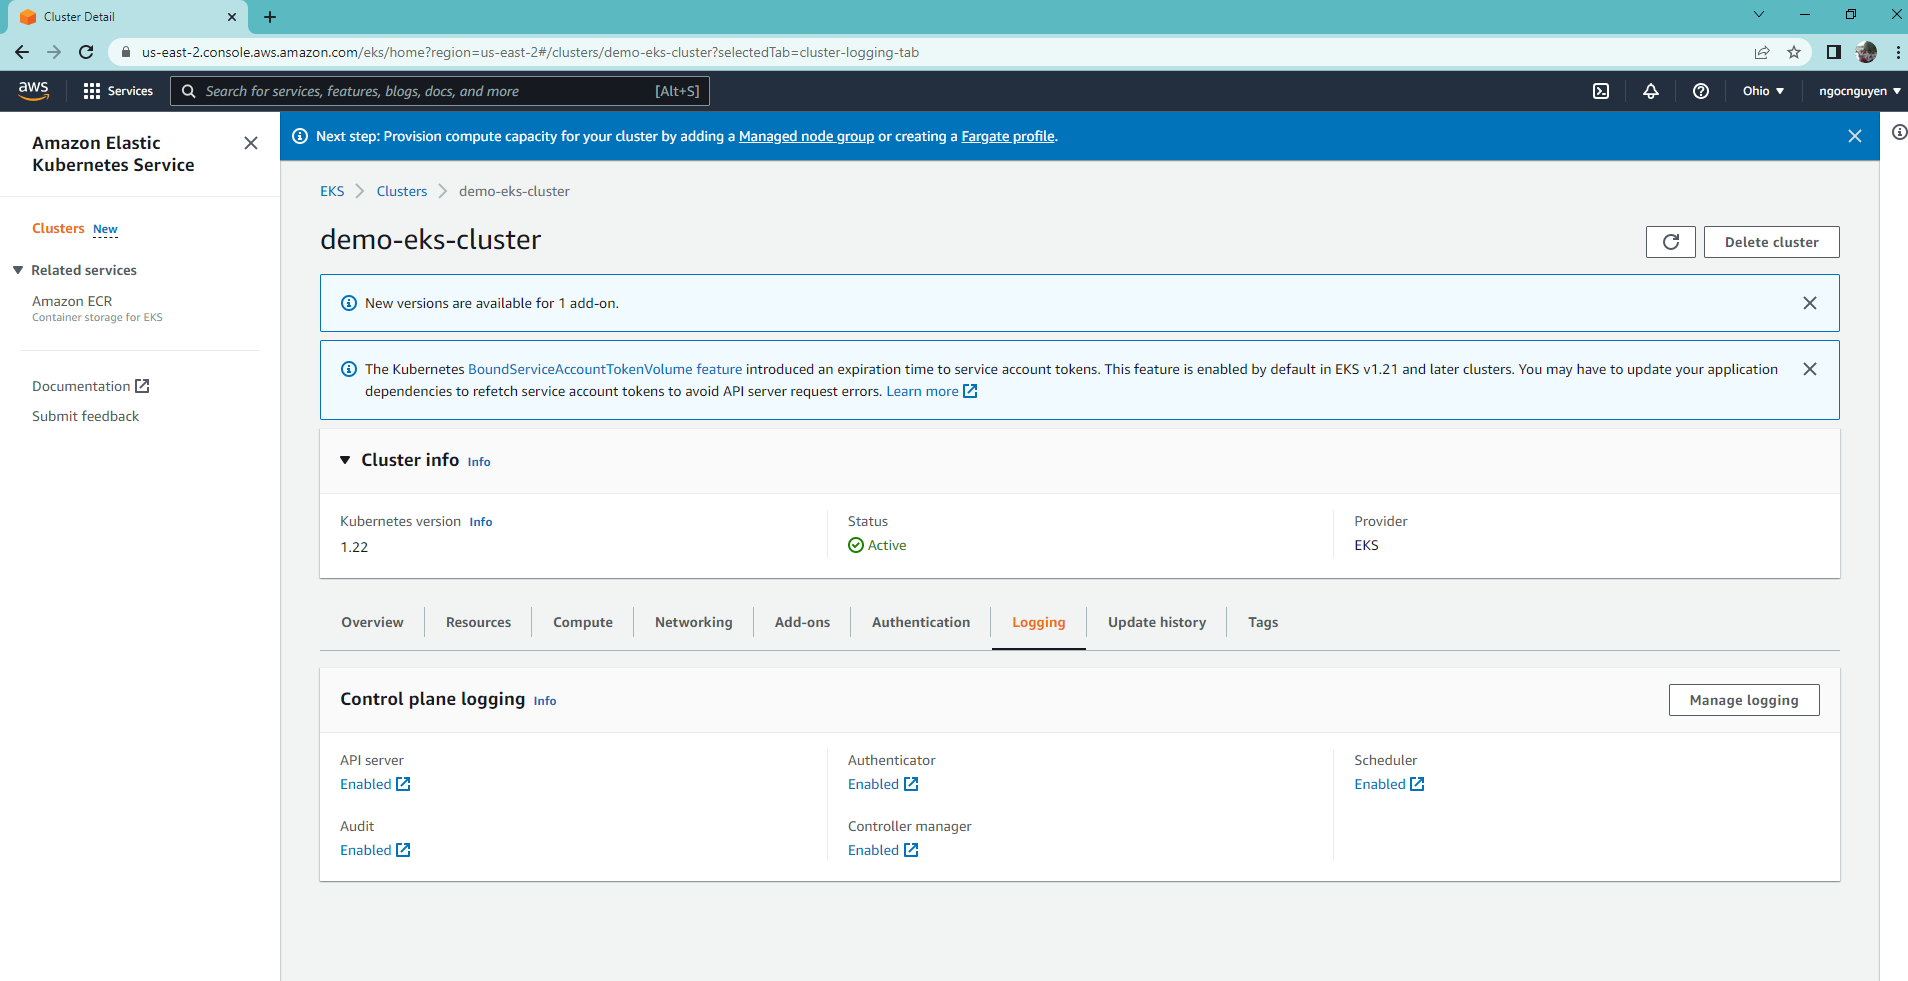 Cluster Detail
us-east-2.console.aws.amazon.com/eks/home?region=us-east-2#/clusters/demo-eks-cluster?selectedTab=cluster-logging-tab
aws
Services
Search for services, features, blogs, docs, and more
[Alt+S]
Ohio
ngocnguyen
Amazon Elastic
Kubernetes Service
Clusters New
Related services
Amazon ECR
Container storage for EKS
Documentation
Submit feedback
Next step: Provision compute capacity for your cluster by adding a Managed node group or creating a Fargate profile.
EKS
Clusters
demo-eks-cluster
demo-eks-cluster
Delete cluster
New versions are available for 1 add-on.
The Kubernetes BoundServiceAccountTokenVolume feature introduced an expiration time to service account tokens. This feature is enabled by default in EKS v1.21 and later clusters. You may have to update your application
dependencies to refetch service account tokens to avoid API server request errors. Learn more
Cluster info Info
Kubernetes version Info
1.22
Status
Active
Provider
EKS
Overview
Resources
Compute
Networking
Add-ons
Authentication
Logging
Update history
Tags
Control plane logging Info
Manage logging
API server
Enabled
Authenticator
Enabled
Scheduler
Enabled
Audit
Enabled
Controller manager
Enabled